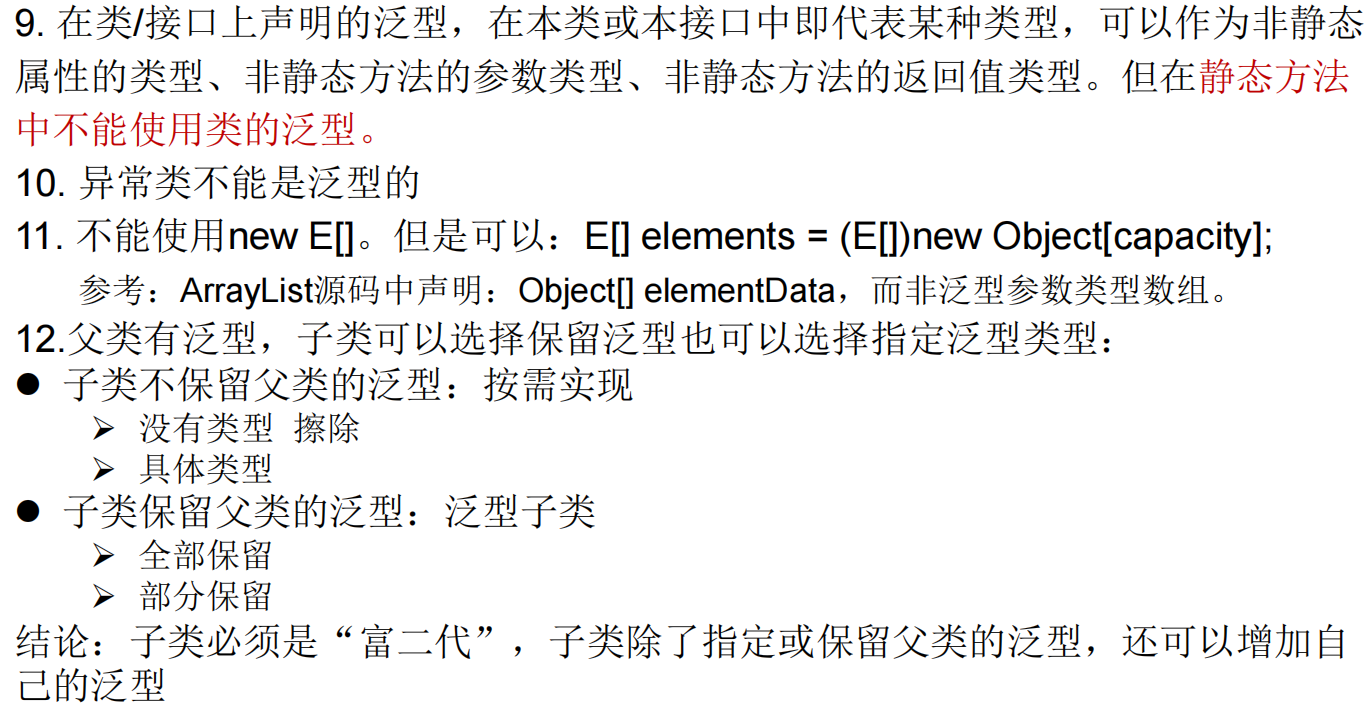 9. 在类/接口上声明的泛型，在本类或本接口中即代表某种类型，可以作为非静态
属性的类型、非静态方法的参数类型、非静态方法的返回值类型。但在静态方法
中不能使用类的泛型。
10. 异常类不能是泛型的
11. 不能使用new E[]。但是可以：E[] elements = (E[])new Object[capacity];
参考：ArrayList源码中声明：Object[] elementData，而非泛型参数类型数组。
12.父类有泛型，子类可以选择保留泛型也可以选择指定泛型类型：
● 子类不保留父类的泛型：按需实现
➢ 没有类型 擦除
➢ 具体类型
● 子类保留父类的泛型：泛型子类
➢ 全部保留
➢ 部分保留
结论：子类必须是“富二代”，子类除了指定或保留父类的泛型，还可以增加自
己的泛型